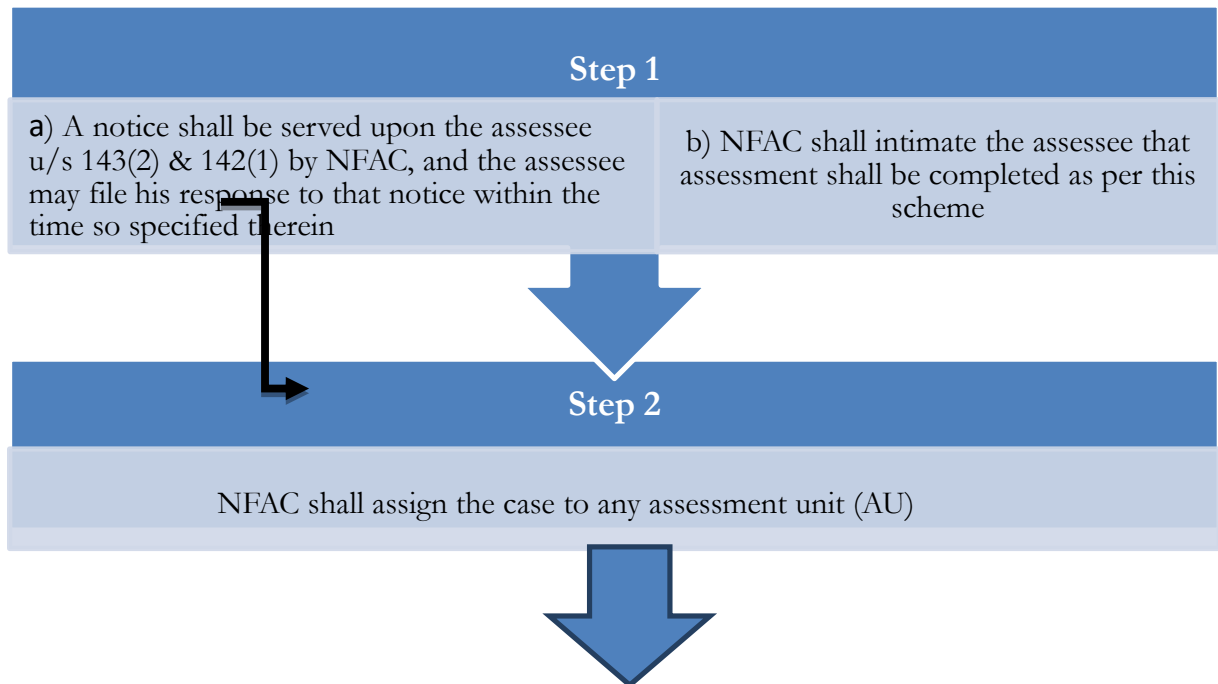 Step 1
a) A notice shall be served upon the assessee
u/s 143(2) & 142(1) by NFAC, and the assessee
may file his response to that notice within the
time so specified therein
b) NFAC shall intimate the assessee that
assessment shall be completed as per this
scheme
Step 2
NFAC shall assign the case to any assessment unit (AU)